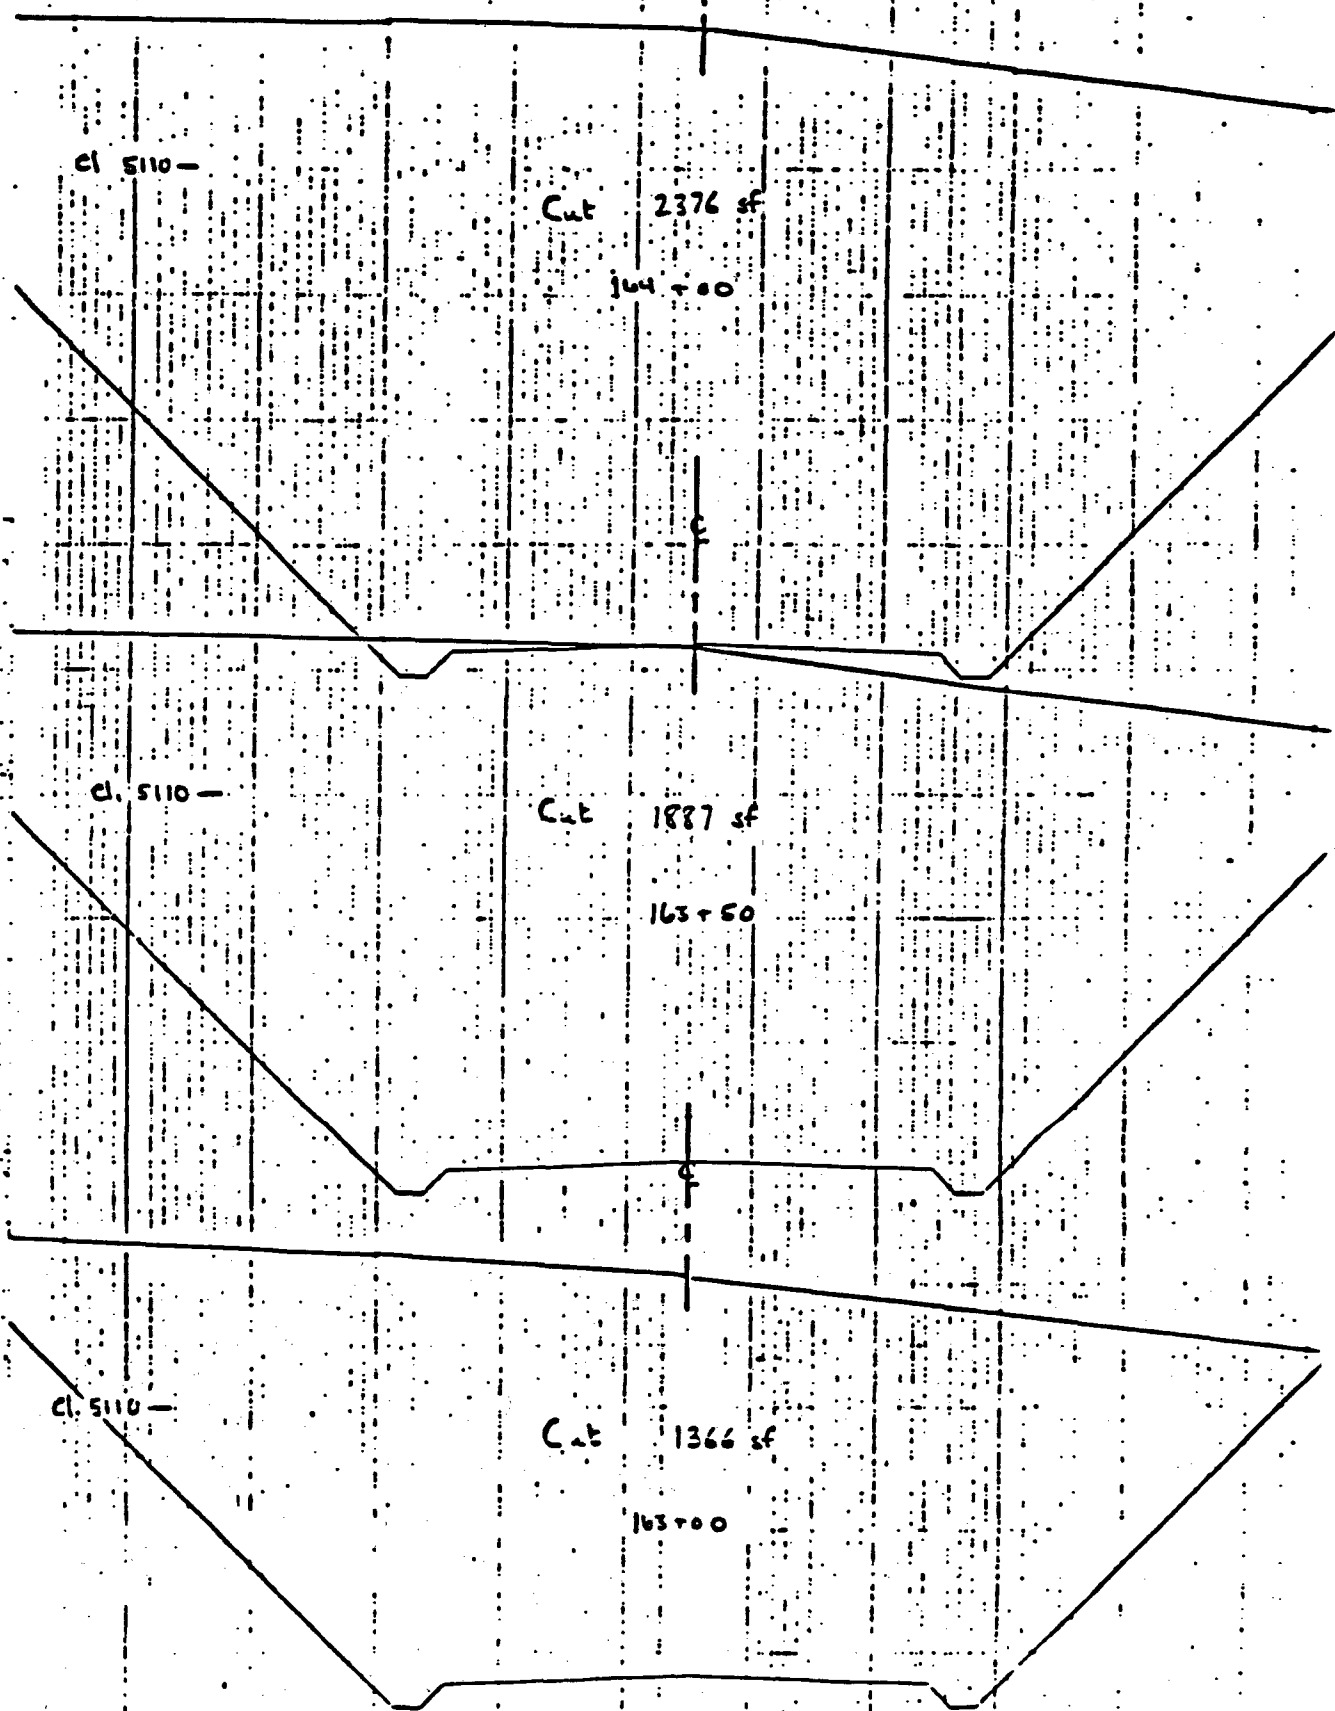 el 5110 —
Cut 2376 sf
164 + 00
℄
el. 5110 —
Cut 1887 sf
163 + 50
℄
el. 5110 —
Cut 1366 sf
163 + 00